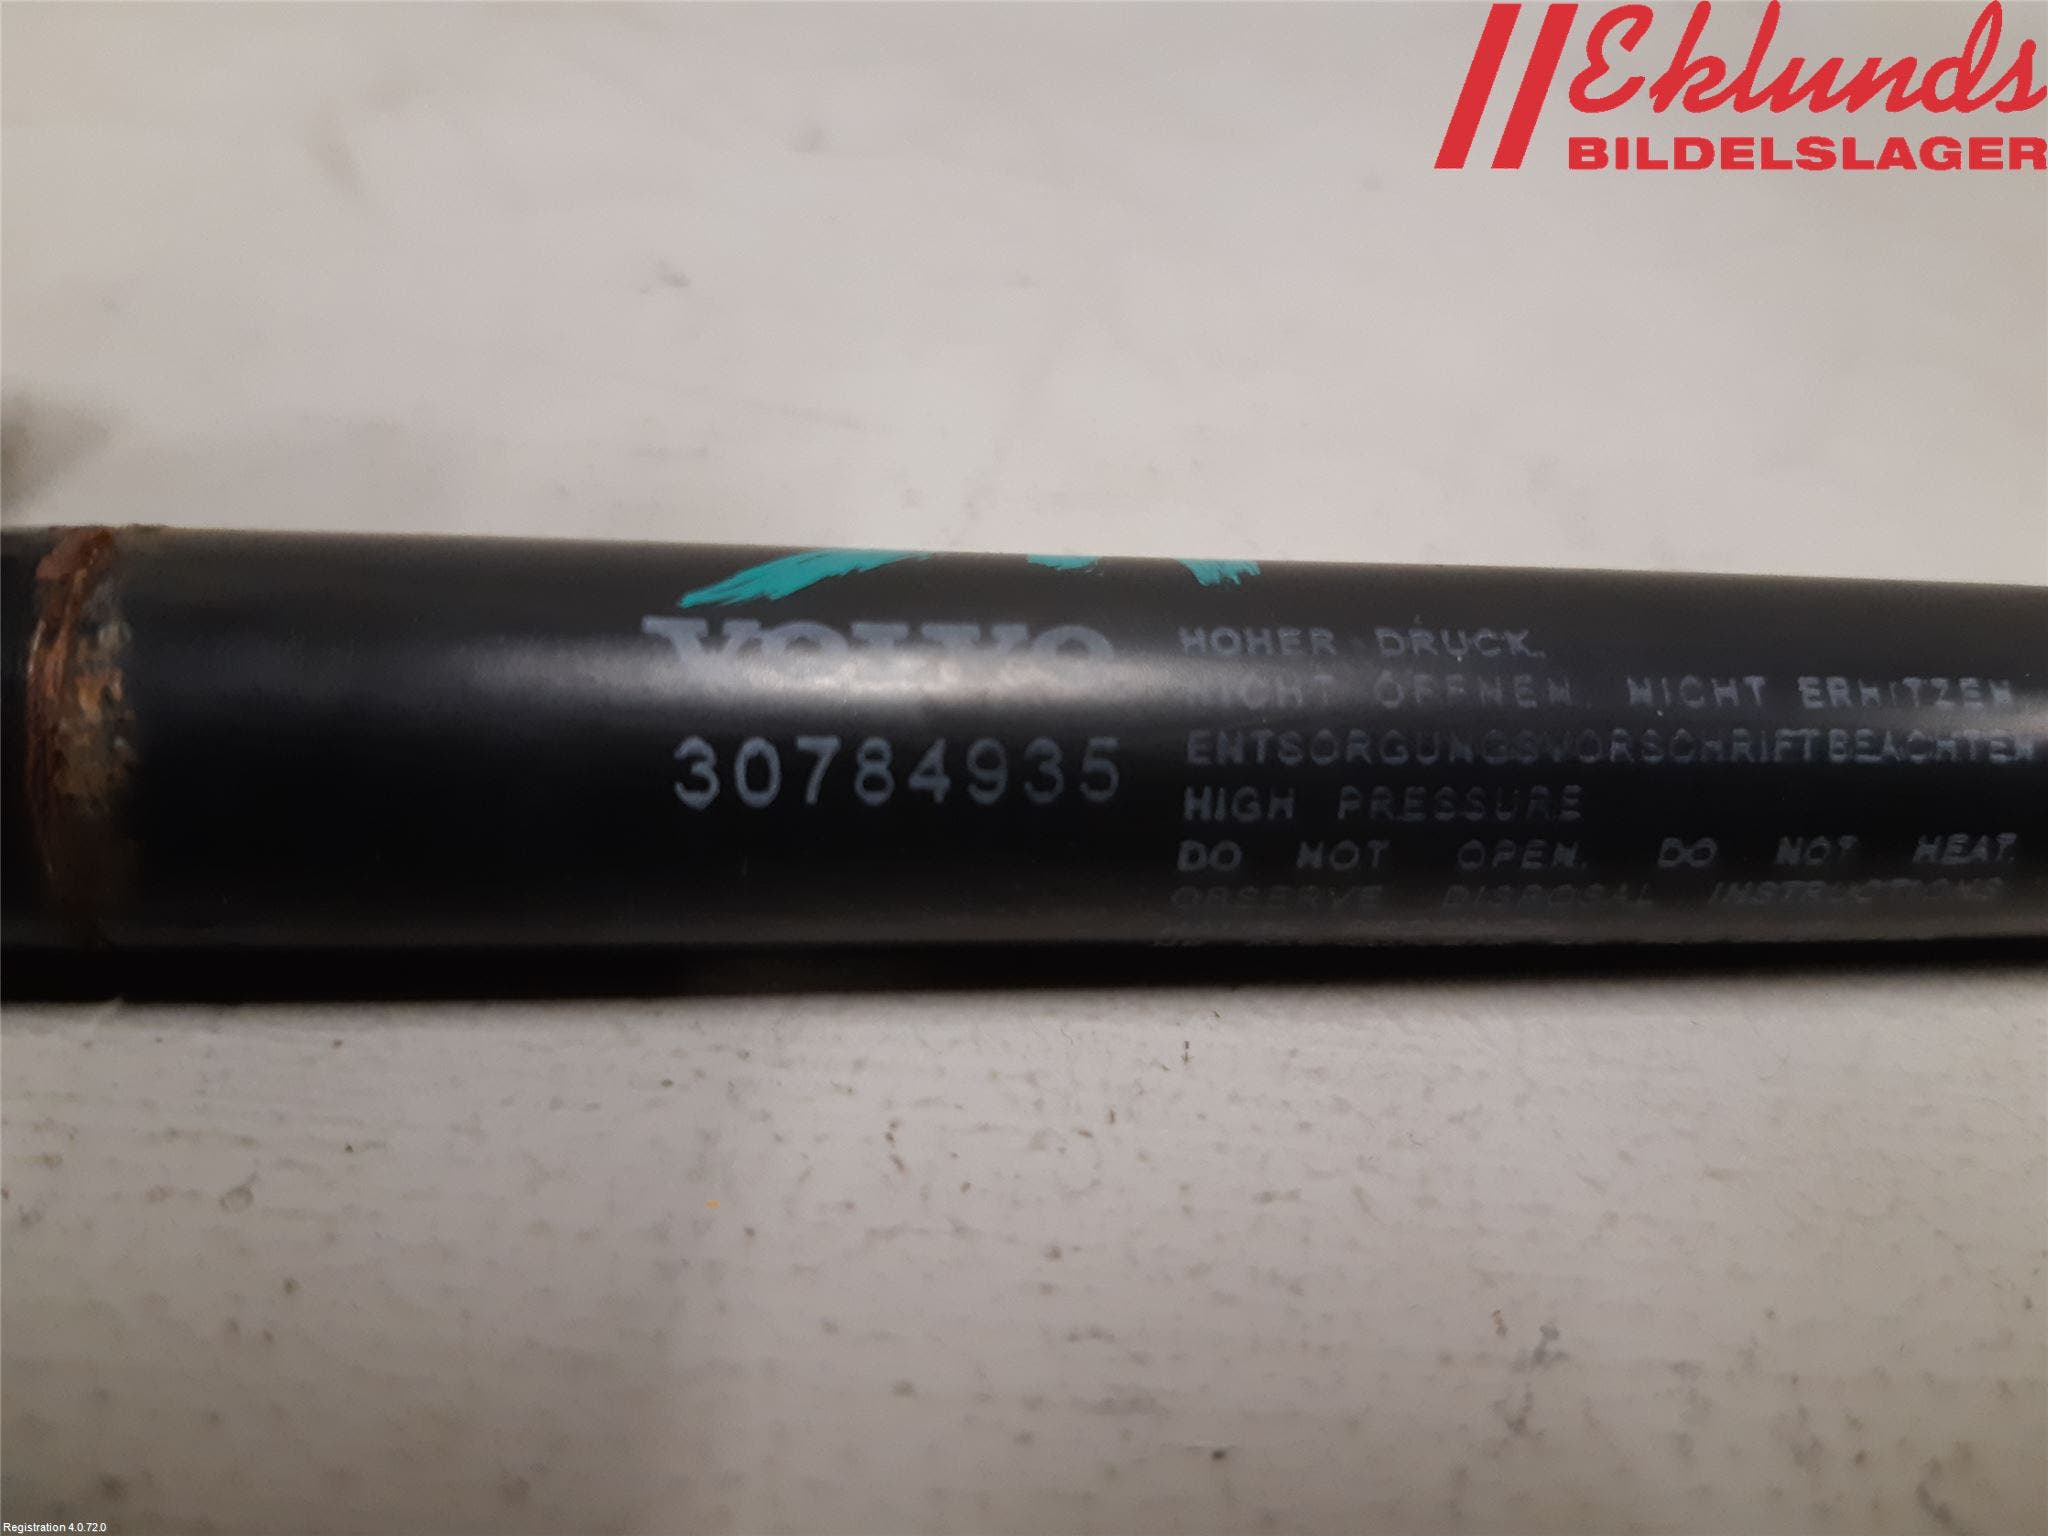 Eklunds
BILDELSLAGER
VOLVO
30784935
HOHER DRUCK.
NICHT ÖFFNEN. NICHT ERHITZEN
ENTSORGUNGSVORSCHRIFT BEACHTEN
HIGH PRESSURE
DO NOT OPEN. DO NOT HEAT.
OBSERVE DISPOSAL INSTRUCTIONS
Registration 4.0.72.0